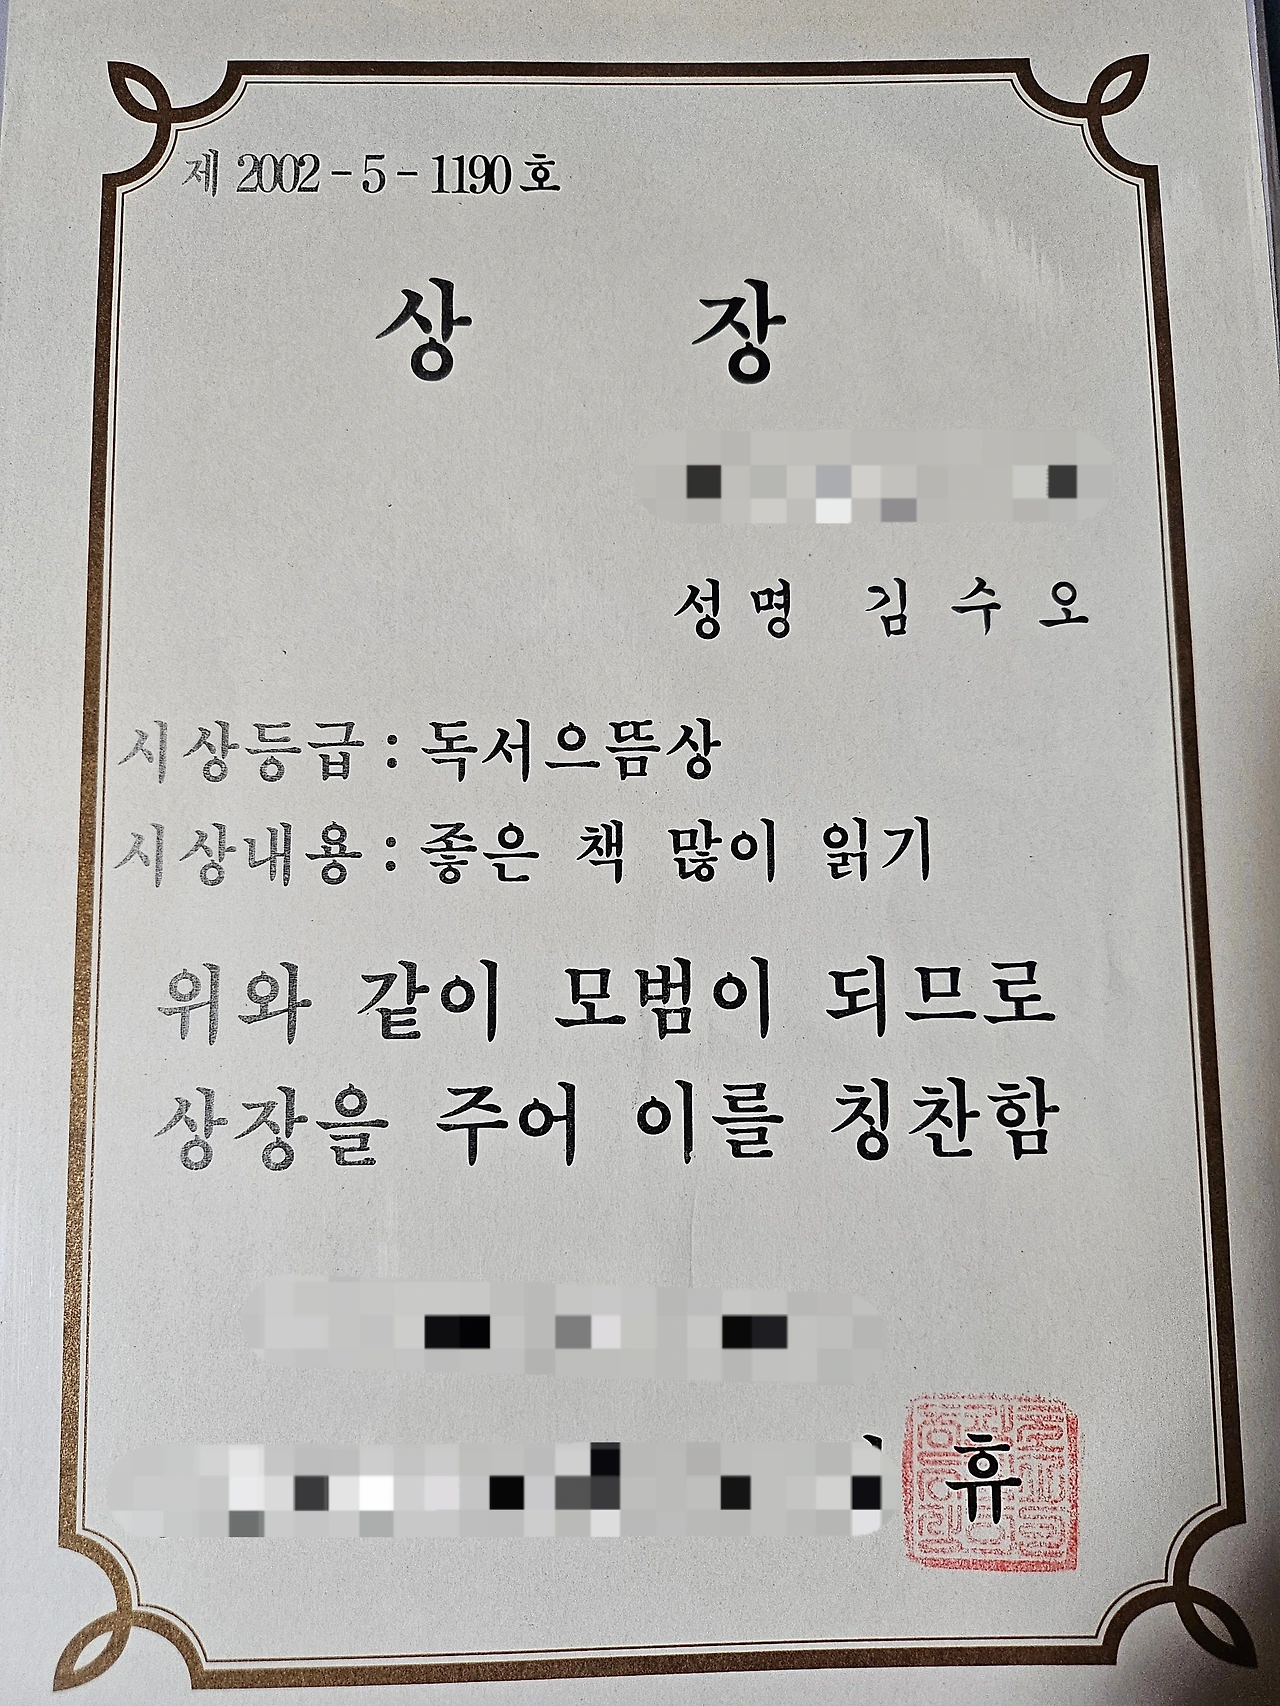 제 2002 - 5 - 1190 호
상 장
성명 김 수 오
시상등급 : 독서으뜸상
시상내용 : 좋은 책 많이 읽기
위와 같이 모범이 되므로
상장을 주어 이를 칭찬함
휴